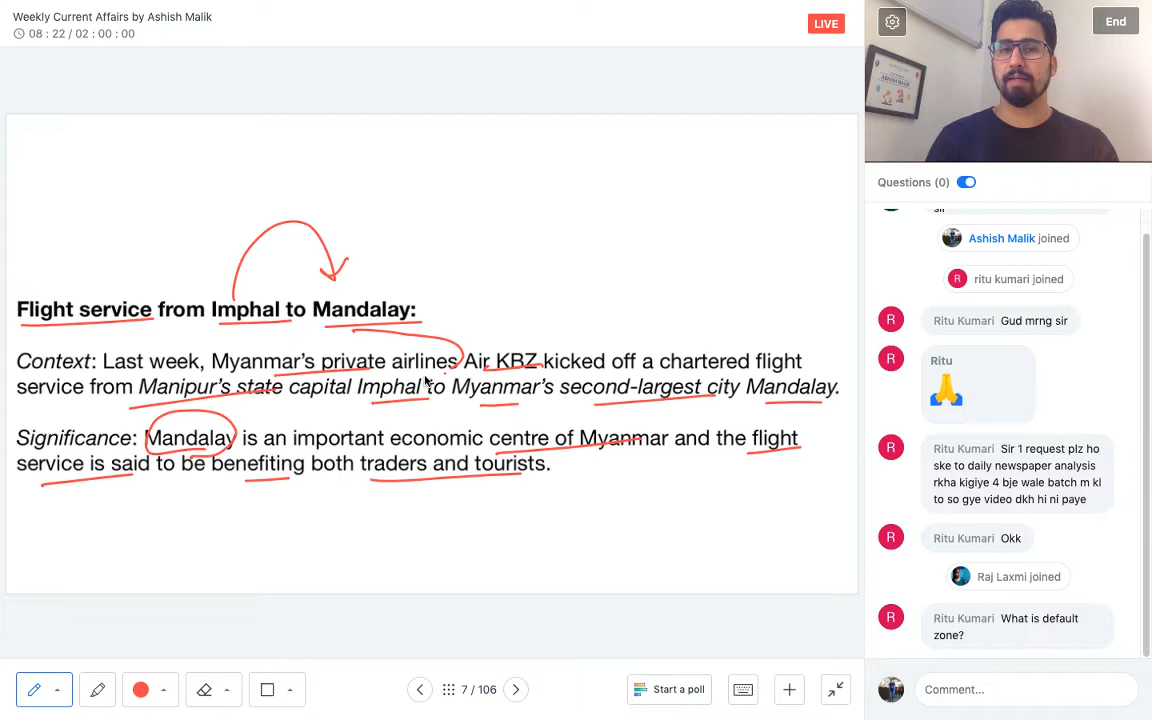 Weekly Current Affairs by Ashish Malik
08 : 22 / 02 : 00 : 00
LIVE
End
Flight service from Imphal to Mandalay:
Context: Last week, Myanmar's private airlines Air KBZ kicked off a chartered flight
service from Manipur's state capital Imphal to Myanmar's second-largest city Mandalay.
Significance: Mandalay is an important economic centre of Myanmar and the flight
service is said to be benefiting both traders and tourists.
Questions (0)
sir
Ashish Malik joined
R ritu kumari joined
R Ritu Kumari Gud mrng sir
R Ritu
R Ritu Kumari Sir 1 request plz ho
ske to daily newspaper analysis
rkha kigiye 4 bje wale batch m kl
to so gye video dkh hi ni paye
R Ritu Kumari Okk
Raj Laxmi joined
R Ritu Kumari What is default
zone?
7 / 106
Start a poll
Comment...